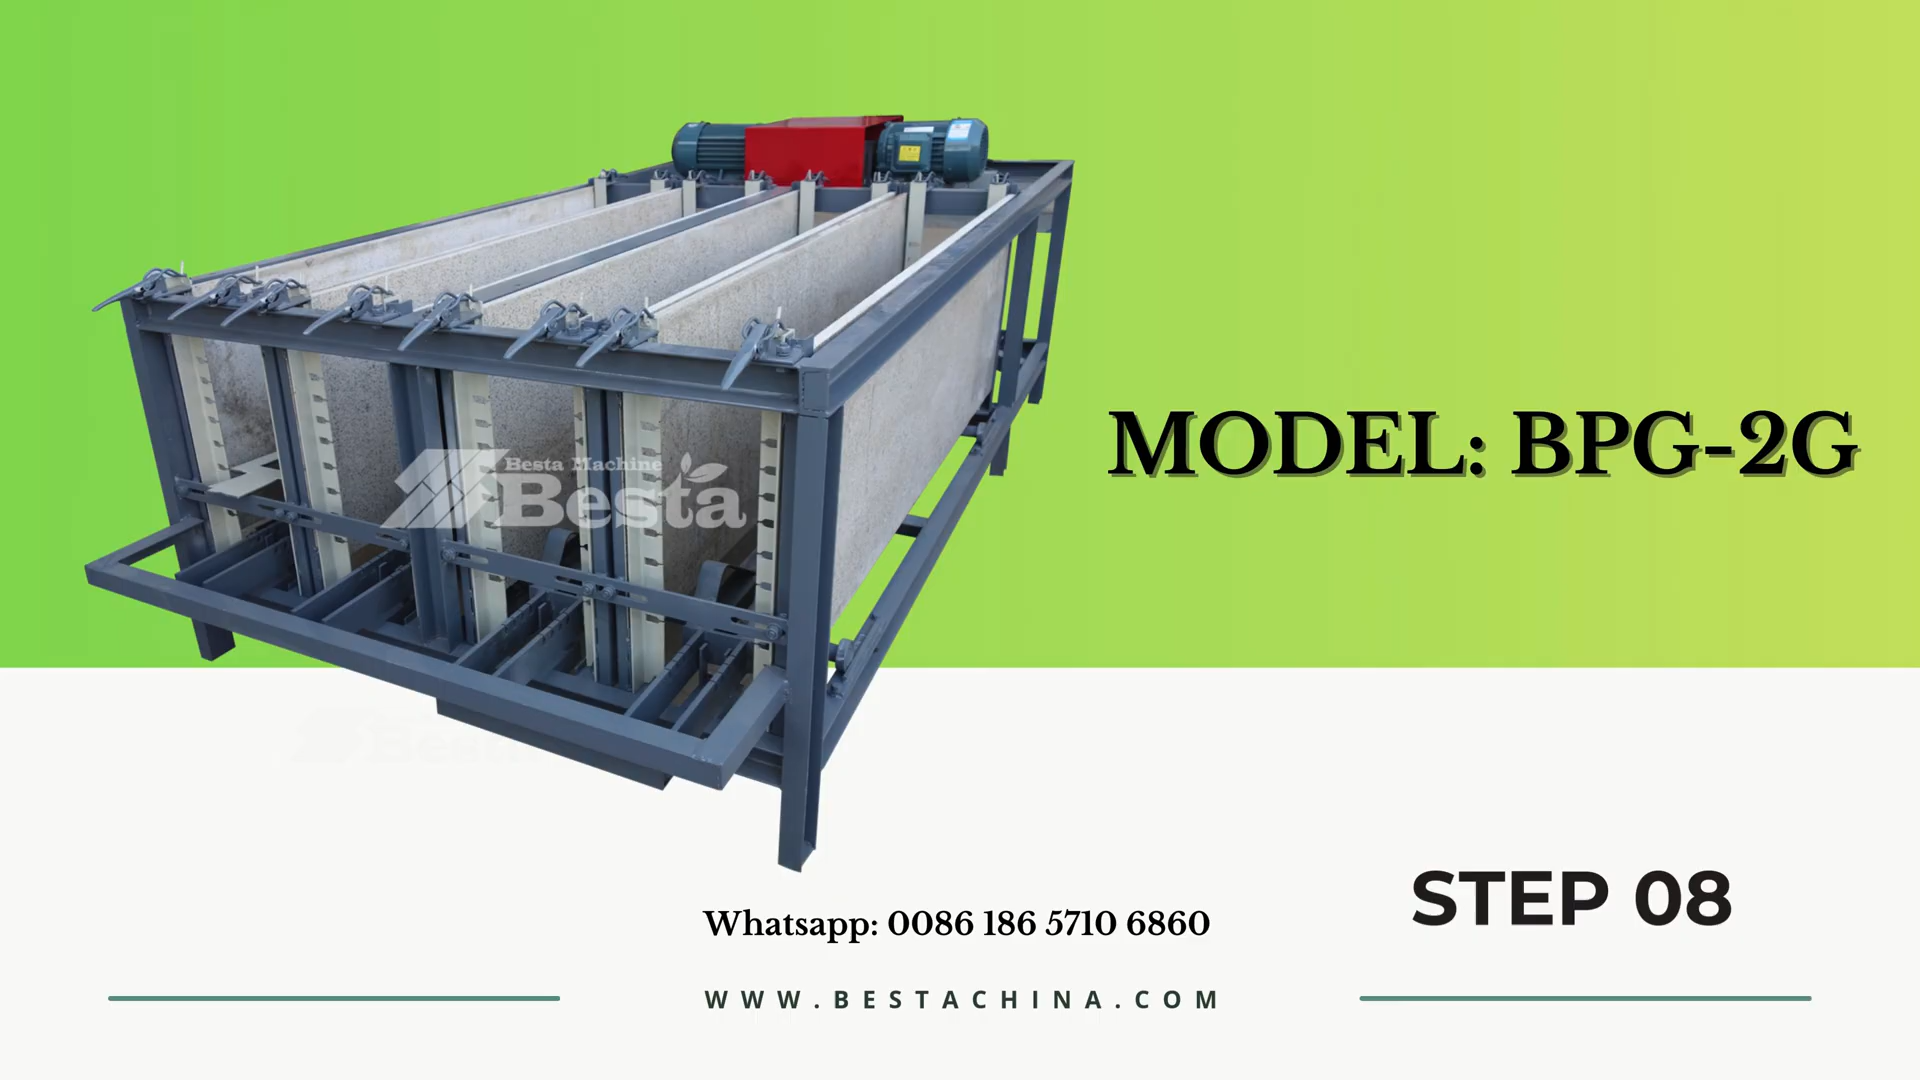 Besta Machine
Besta
MODEL: BPG-2G
STEP 08
Whatsapp: 0086 186 5710 6860
WWW.BESTACHINA.COM